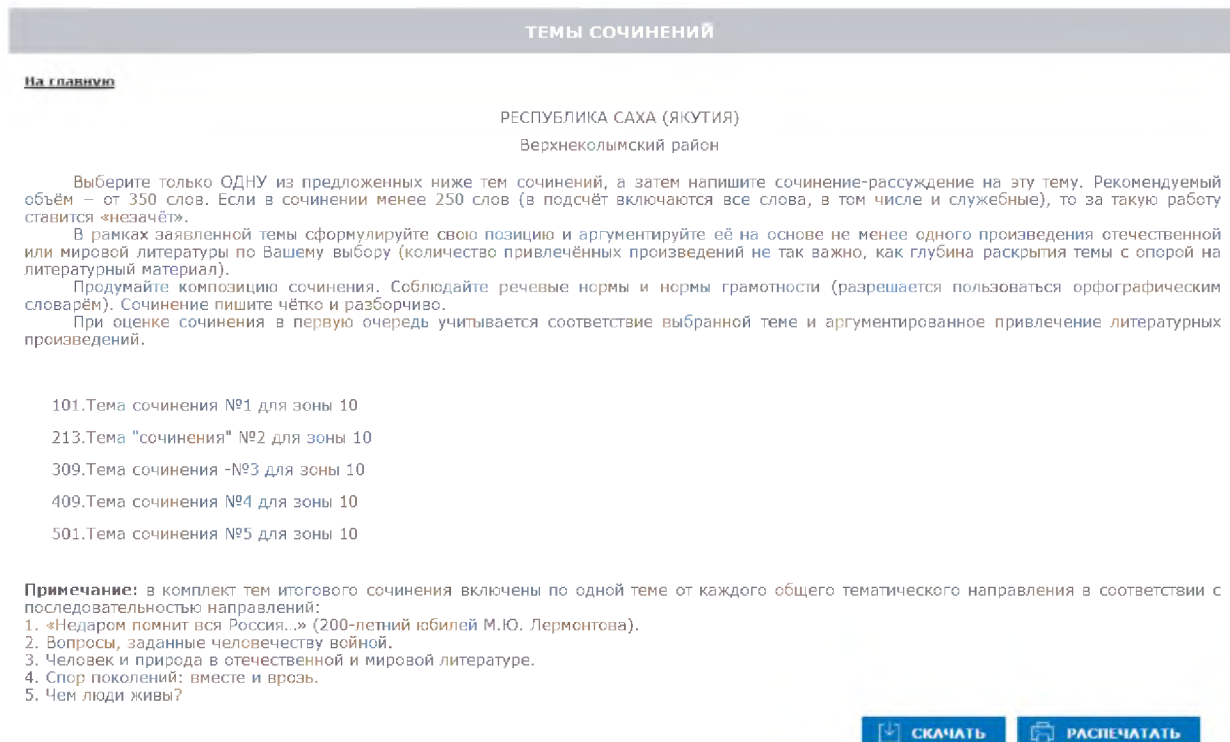 ТЕМЫ СОЧИНЕНИЙ
На главную
РЕСПУБЛИКА САХА (ЯКУТИЯ)
Верхнеколымский район
Выберите только ОДНУ из предложенных ниже тем сочинений, а затем напишите сочинение-рассуждение на эту тему. Рекомендуемый
объём – от 350 слов. Если в сочинении менее 250 слов (в подсчёт включаются все слова, в том числе и служебные), то за такую работу
ставится «незачёт».
В рамках заявленной темы сформулируйте свою позицию и аргументируйте её на основе не менее одного произведения отечественной
или мировой литературы по Вашему выбору (количество привлечённых произведений не так важно, как глубина раскрытия темы с опорой на
литературный материал).
Продумайте композицию сочинения. Соблюдайте речевые нормы и нормы грамотности (разрешается пользоваться орфографическим
словарём). Сочинение пишите чётко и разборчиво.
При оценке сочинения в первую очередь учитывается соответствие выбранной теме и аргументированное привлечение литературных
произведений.
101.Тема сочинения №1 для зоны 10
213.Тема "сочинения" №2 для зоны 10
309.Тема сочинения -№3 для зоны 10
409.Тема сочинения №4 для зоны 10
501.Тема сочинения №5 для зоны 10
Примечание: в комплект тем итогового сочинения включены по одной теме от каждого общего тематического направления в соответствии с
последовательностью направлений:
1. «Недаром помнит вся Россия...» (200-летний юбилей М.Ю. Лермонтова).
2. Вопросы, заданные человечеству войной.
3. Человек и природа в отечественной и мировой литературе.
4. Спор поколений: вместе и врозь.
5. Чем люди живы?
СКАЧАТЬ РАСПЕЧАТАТЬ